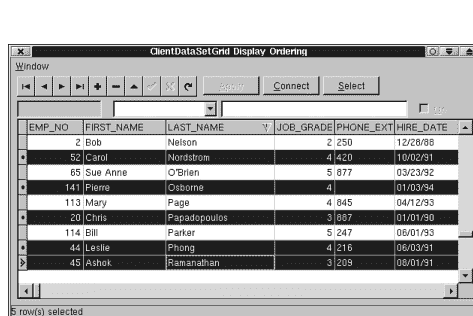 ClientDataSetGrid Display Ordering
Window
Connect Select
EMP_NO FIRST_NAME LAST_NAME JOB_GRADE PHONE_EXT HIRE_DATE
2 Bob Nelson 2 250 12/28/88
52 Carol Nordstrom 4 420 10/02/91
65 Sue Anne O'Brien 5 877 03/23/92
141 Pierre Osborne 4 01/03/94
113 Mary Page 4 845 04/12/93
20 Chris Papadopoulos 3 887 01/01/90
114 Bill Parker 5 247 06/01/93
44 Leslie Phong 4 216 06/03/91
45 Ashok Ramanathan 3 209 08/01/91
5 row(s) selected